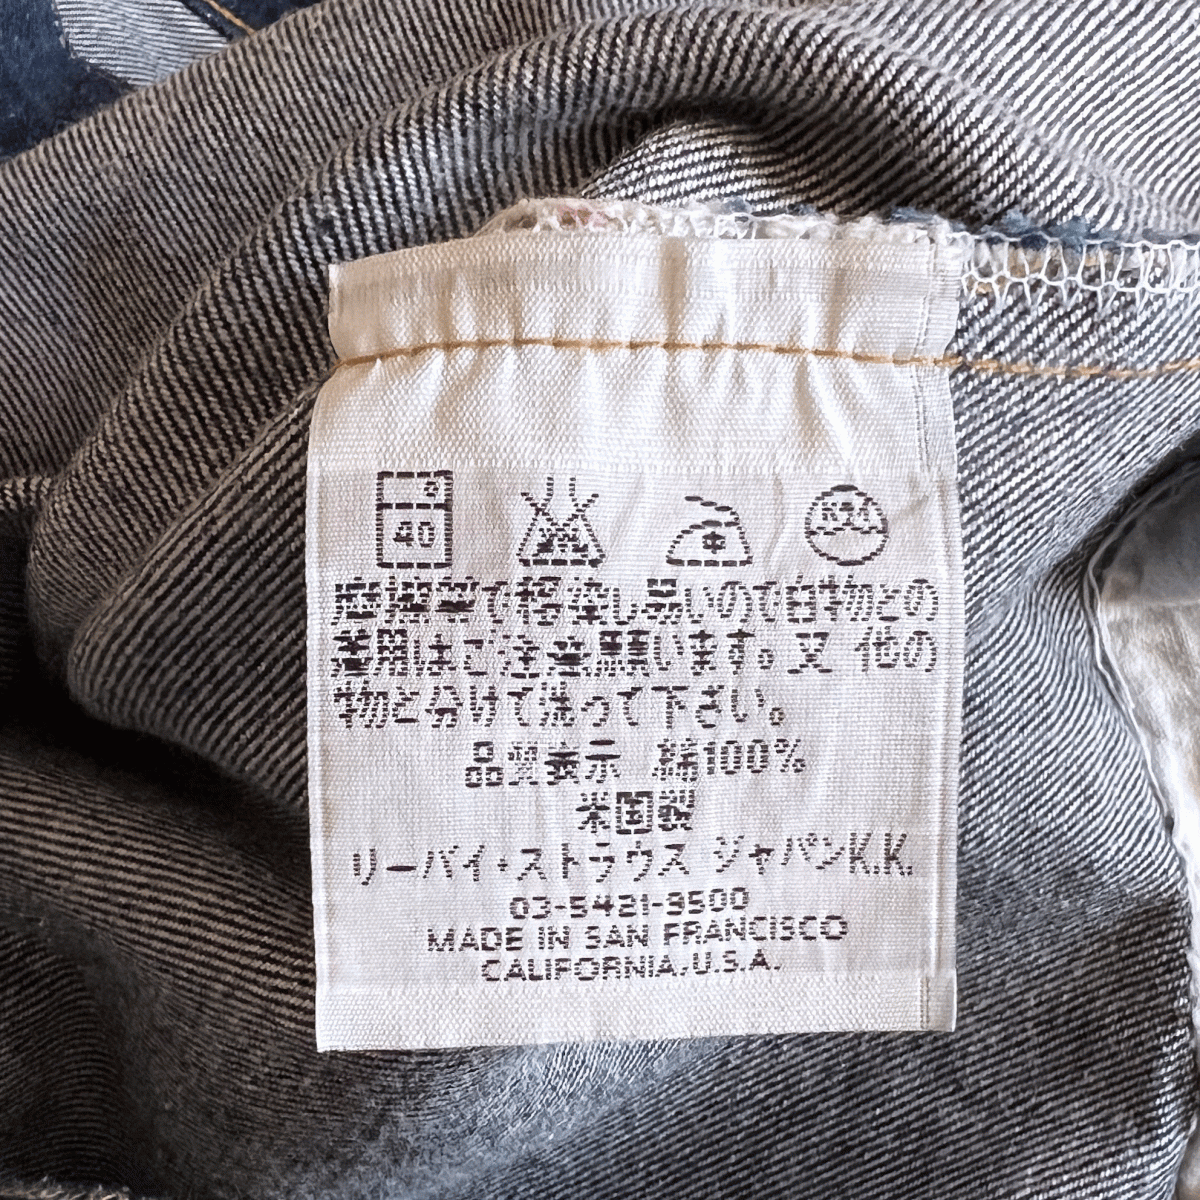 40
摩擦等で移染し易いので白物との
着用はご注意願います。又 他の
物と分けて洗って下さい。
品質表示 綿100%
米国製
リーバイ・ストラウス ジャパンK.K.
03-5421-9500
MADE IN SAN FRANCISCO
CALIFORNIA.U.S.A.